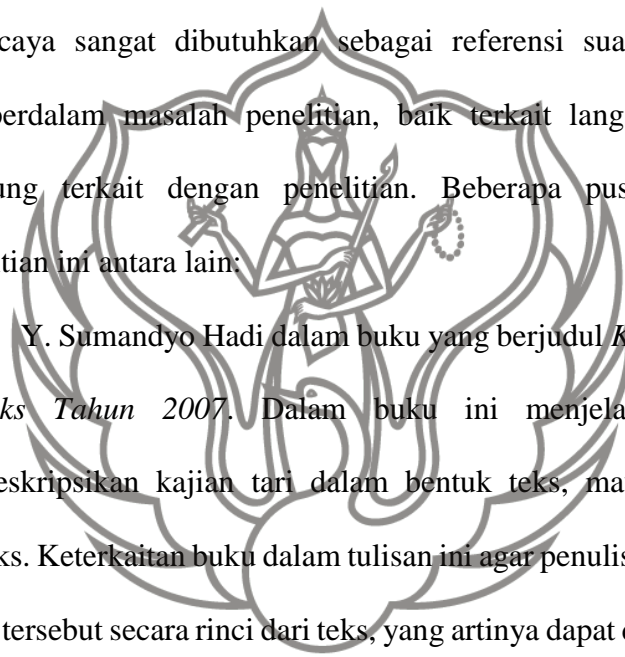 caya sangat dibutuhkan sebagai referensi sua
perdalam masalah penelitian, baik terkait lang
ung terkait dengan penelitian. Beberapa pus
tian ini antara lain:
Y. Sumandyo Hadi dalam buku yang berjudul K
ks Tahun 2007. Dalam buku ini menjela
eskripsikan kajian tari dalam bentuk teks, ma
ks. Keterkaitan buku dalam tulisan ini agar penulis
tersebut secara rinci dari teks, yang artinya dapat